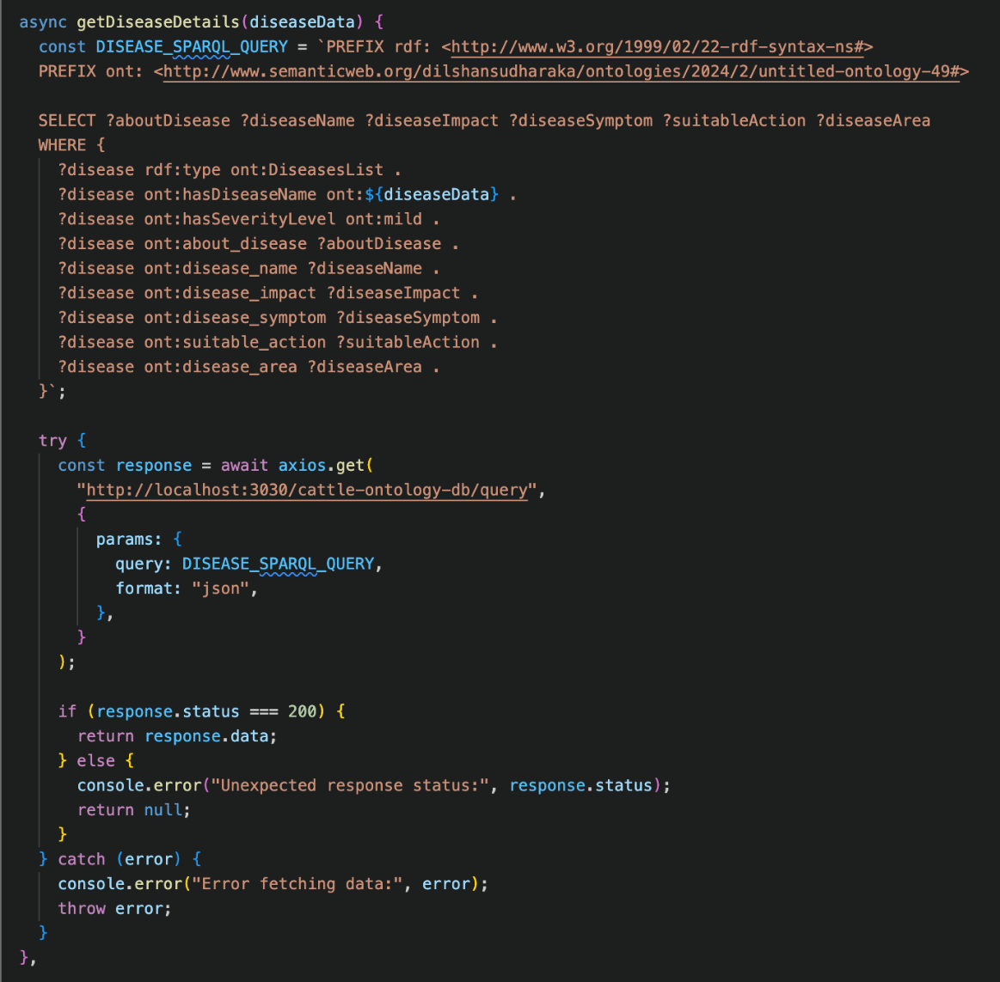 async getDiseaseDetails(diseaseData) {
const DISEASE_SPARQL_QUERY = `PREFIX rdf: <http://www.w3.org/1999/02/22-rdf-syntax-ns#>
PREFIX ont: <http://www.semanticweb.org/dilshansudharaka/ontologies/2024/2/untitled-ontology-49#>
SELECT ?aboutDisease ?diseaseName ?diseaseImpact ?diseaseSymptom ?suitableAction ?diseaseArea
WHERE {
?disease rdf:type ont:DiseasesList .
?disease ont:hasDiseaseName ont:${diseaseData} .
?disease ont:hasSeverityLevel ont:mild .
?disease ont:about_disease ?aboutDisease .
?disease ont:disease_name ?diseaseName .
?disease ont:disease_impact ?diseaseImpact .
?disease ont:disease_symptom ?diseaseSymptom .
?disease ont:suitable_action ?suitableAction .
?disease ont:disease_area ?diseaseArea .
}`;
try {
const response = await axios.get(
"http://localhost:3030/cattle-ontology-db/query",
{
params: {
query: DISEASE_SPARQL_QUERY,
format: "json",
},
}
);
if (response.status === 200) {
return response.data;
} else {
console.error("Unexpected response status:", response.status);
return null;
}
} catch (error) {
console.error("Error fetching data:", error);
throw error;
}
},